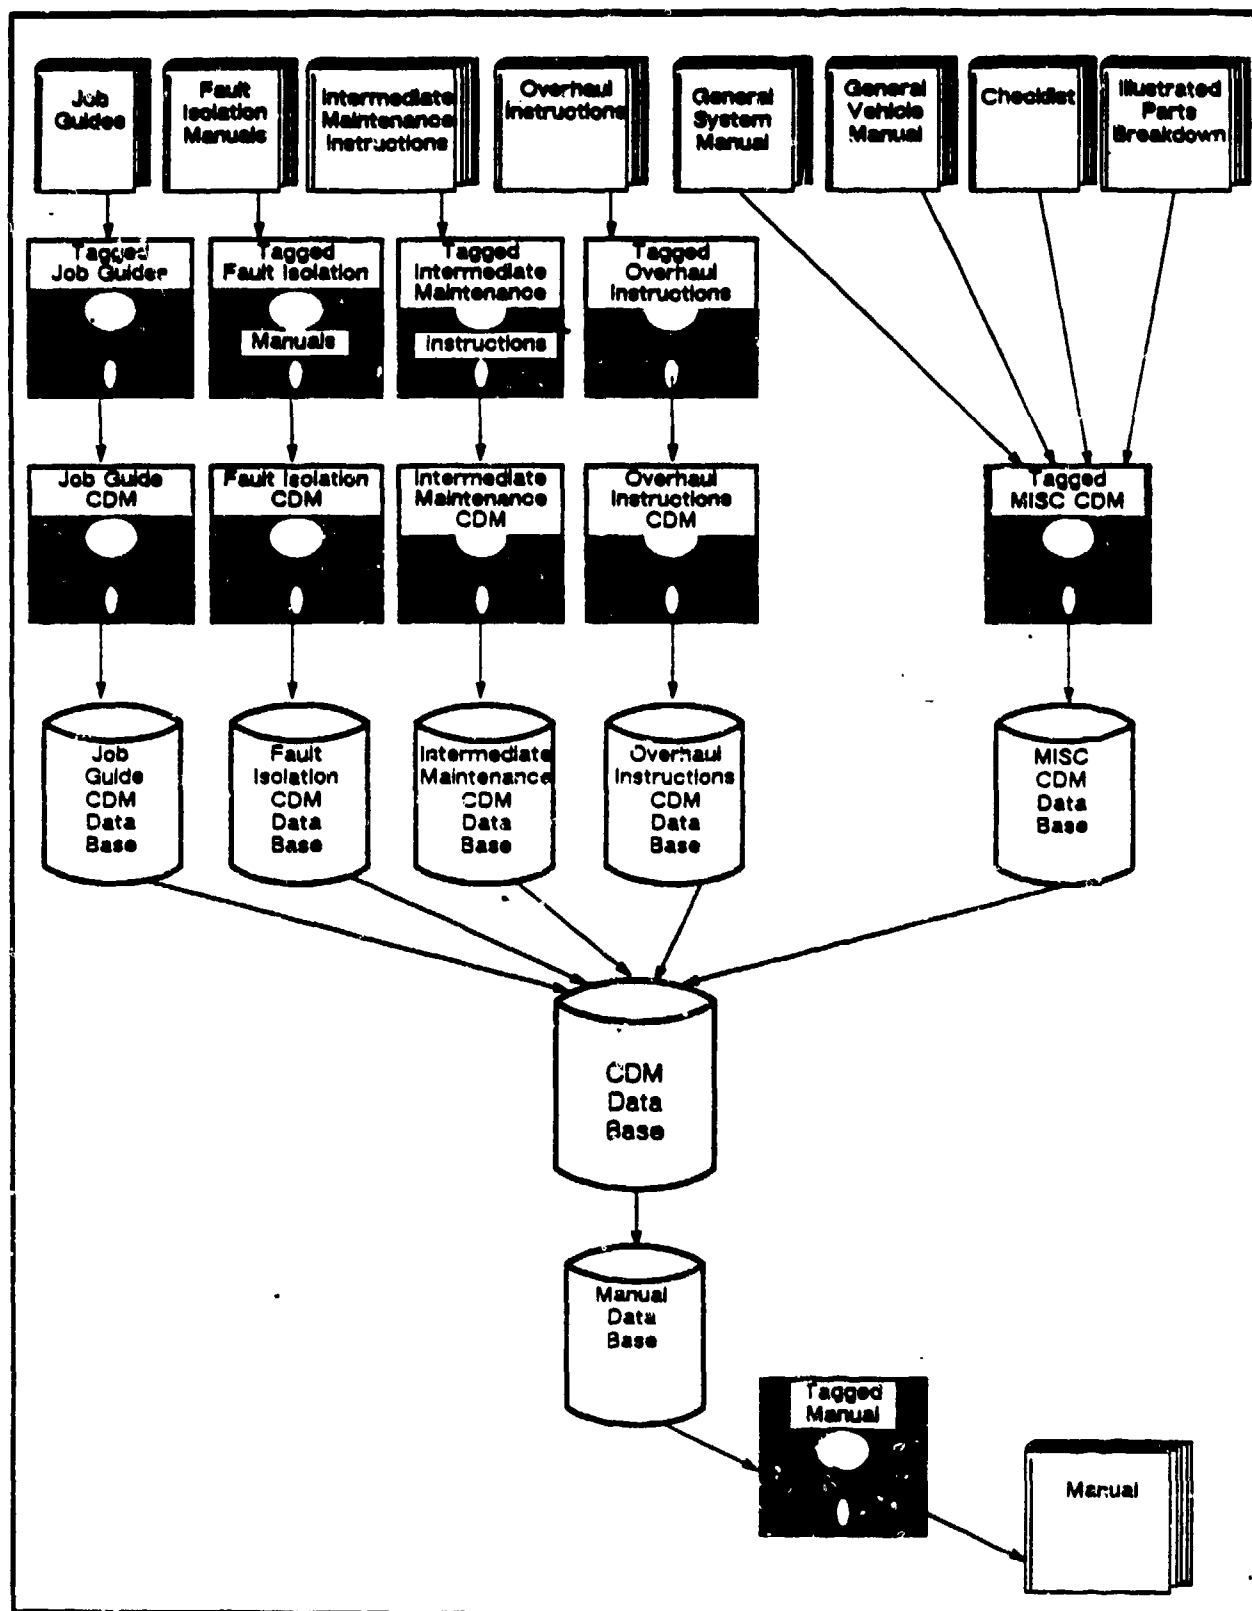 Job
Guides
Fault
Isolation
Manuals
Intermediate
Maintenance
Instructions
Overhaul
Instructions
General
System
Manual
General
Vehicle
Manual
Checklist
Illustrated
Parts
Breakdown
Tagged
Job Guides
Tagged
Fault Isolation
Manuals
Tagged
Intermediate
Maintenance
Instructions
Tagged
Overhaul
Instructions
Job Guide
CDM
Fault Isolation
CDM
Intermediate
Maintenance
CDM
Overhaul
Instructions
CDM
Tagged
MISC CDM
Job
Guide
CDM
Data
Base
Fault
Isolation
CDM
Data
Base
Intermediate
Maintenance
CDM
Data
Base
Overhaul
Instructions
CDM
Data
Base
MISC
CDM
Data
Base
CDM
Data
Base
Manual
Data
Base
Tagged
Manual
Manual